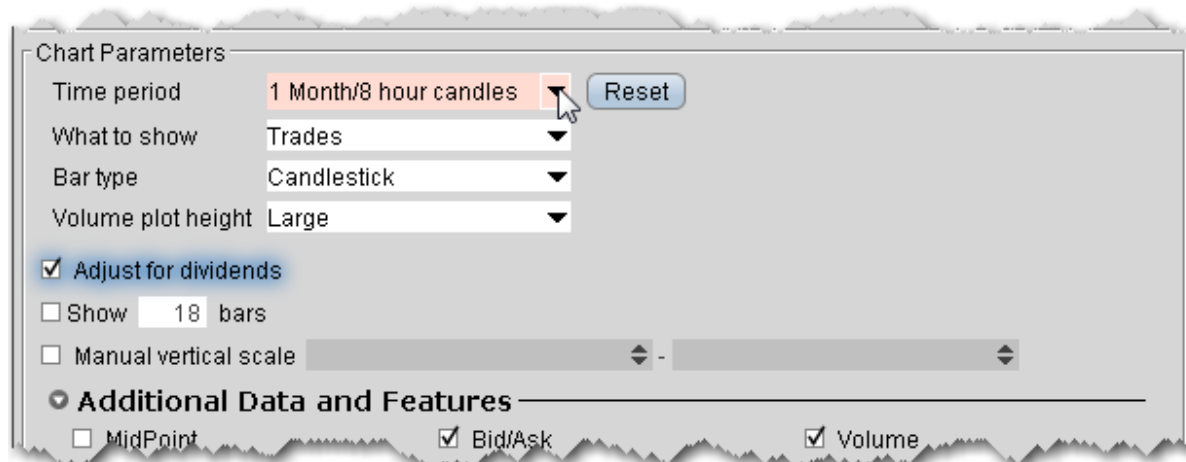 Chart Parameters
Time period 1 Month/8 hour candles Reset
What to show Trades
Bar type Candlestick
Volume plot height Large
Adjust for dividends
Show 18 bars
Manual vertical scale -
Additional Data and Features
MidPoint Bid/Ask Volume